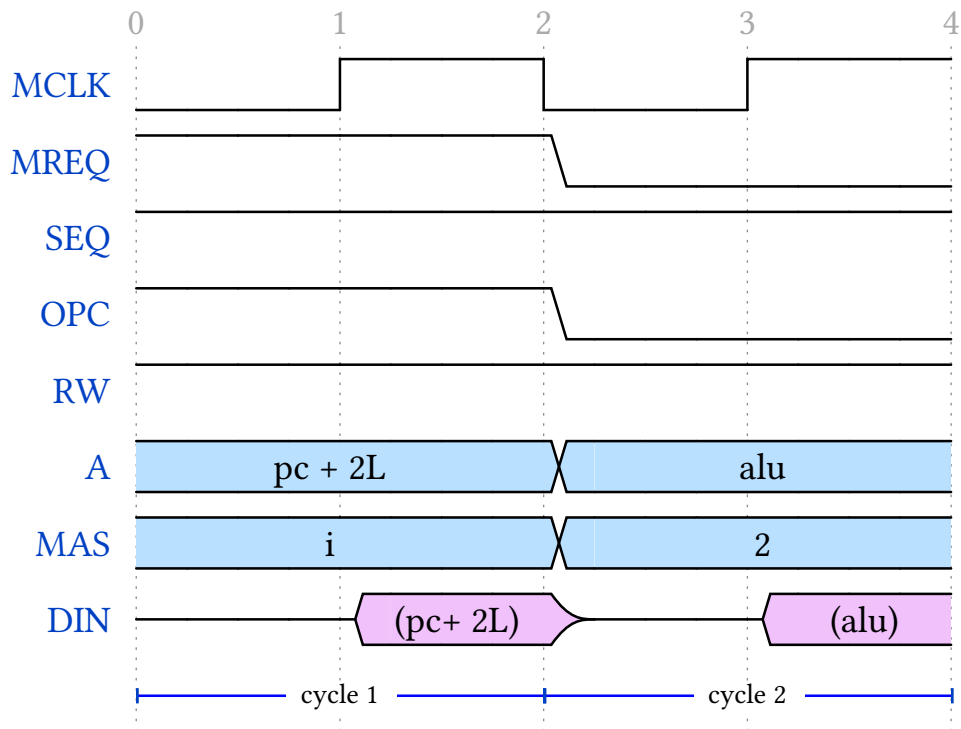 0 1 2 3 4
MCLK
MREQ
SEQ
OPC
RW
A pc + 2L alu
MAS i 2
DIN (pc+ 2L) (alu)
cycle 1 cycle 2